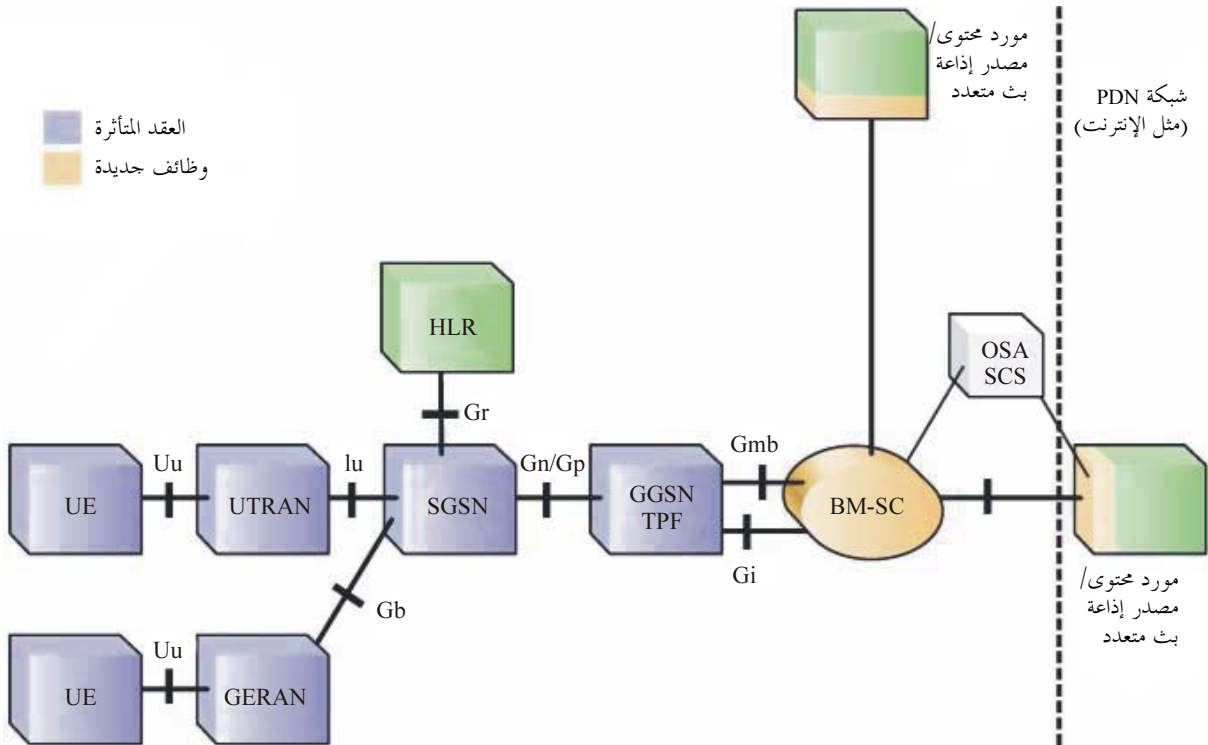 مورد محتوى/
مصدر إذاعة
بث متعدد
شبكة PDN
(مثل الإنترنت)
العقد المتأثرة
وظائف جديدة
HLR
OSA
SCS
Gr
Uu
lu
Gn/Gp
Gmb
UE
UTRAN
SGSN
GGSN
TPF
BM-SC
Gi
Gb
مورد محتوى/
مصدر إذاعة
بث متعدد
Uu
UE
GERAN